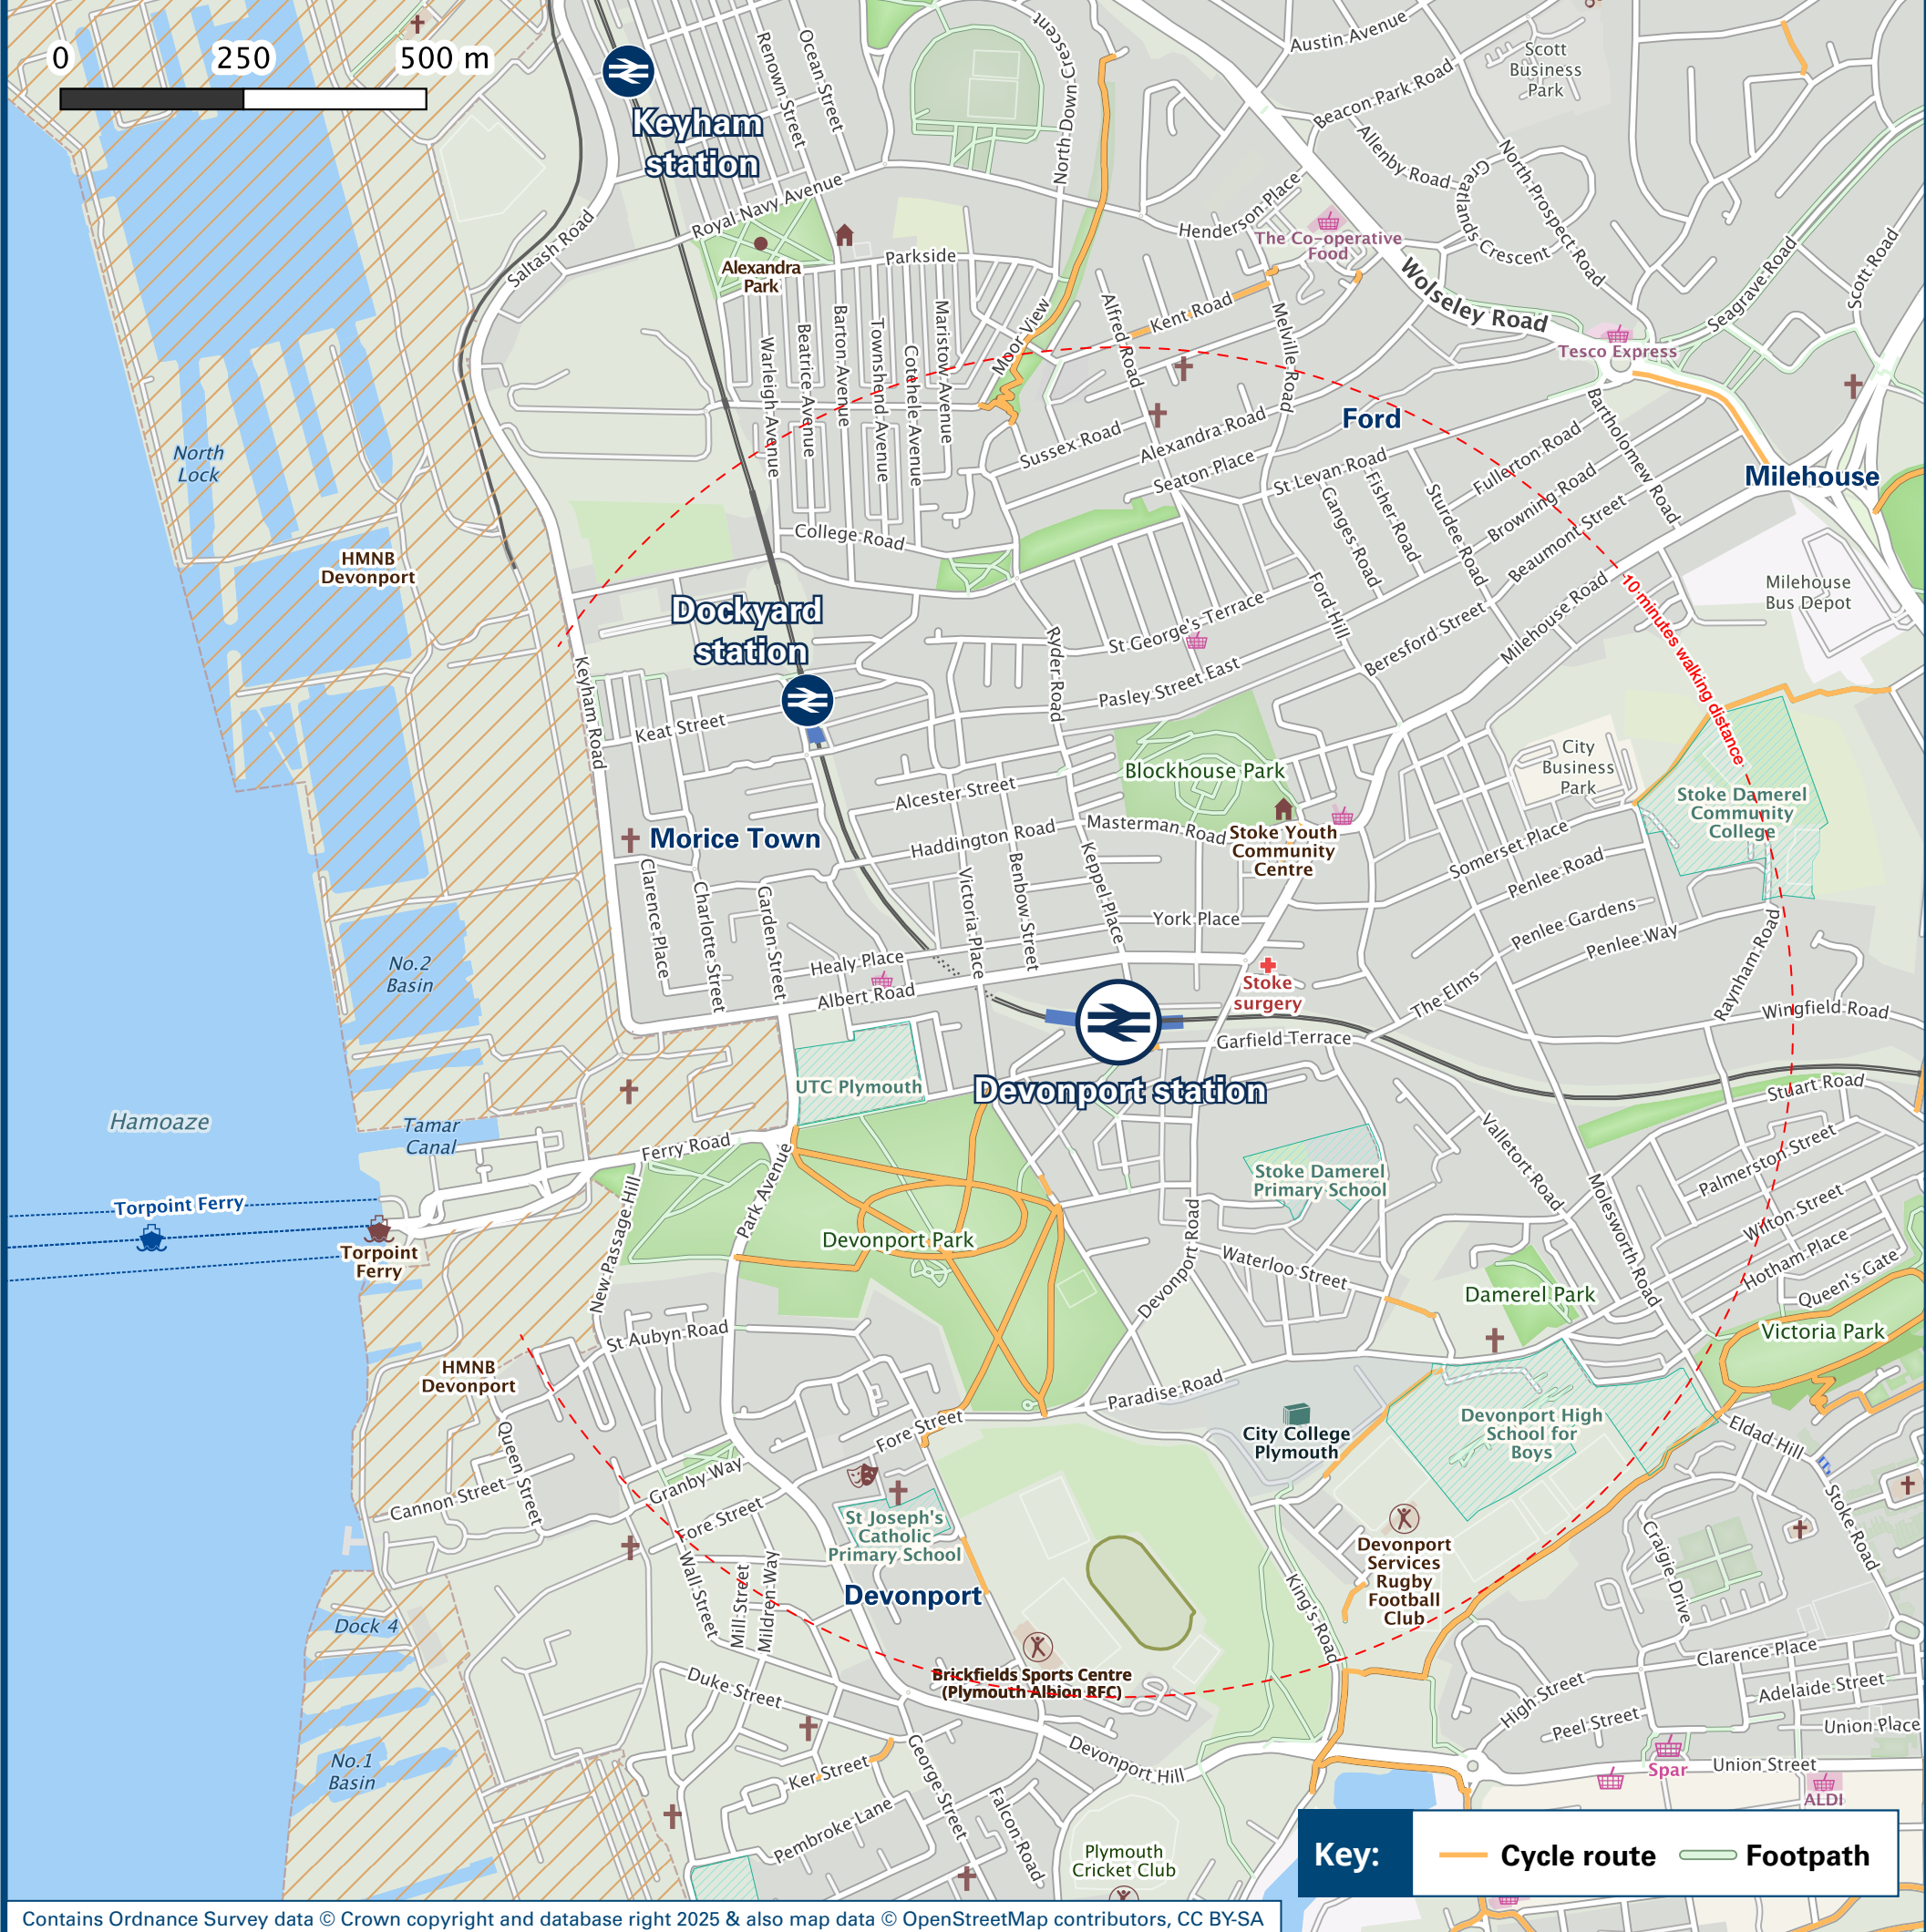 0 250 500 m
Keyham
station
Renown Street
Ocean Street
North Down Crescent
Austin Avenue
Scott
Business
Park
Beacon Park Road
Allenby Road
Greatlands Crescent
North Prospect Road
Royal Navy Avenue
Saltash Road
Alexandra
Park
Parkside
Henderson Place
The Co-operative
Food
Wolseley Road
Seagrave Road
Scott Road
Tesco Express
Kent Road
Moor View
Alfred Road
Melville Road
Warleigh Avenue
Beatrice Avenue
Barton Avenue
Townshend Avenue
Cotehele Avenue
Maristow Avenue
Ford
Milehouse
Sussex Road
Alexandra Road
Seaton Place
St Levan Road
Ganges Road
Fisher Road
Sturdee Road
Fullerton Road
Browning Road
Beaumont Street
Bartholomew Road
North
Lock
HMNB
Devonport
College Road
Milehouse
Bus Depot
Dockyard
station
Keyham Road
Keat Street
Ryder Road
St George's Terrace
Pasley Street East
Ford Hill
Beresford Street
Milehouse Road
10 minutes walking distance
Blockhouse Park
City
Business
Park
Stoke Damerel
Community
College
Morice Town
Alcester Street
Haddington Road
Masterman Road
Stoke Youth
Community
Centre
Somerset Place
Penlee Road
Penlee Gardens
Penlee Way
Clarence Place
Charlotte Street
Garden Street
Victoria Place
Benbow Street
Keppel Place
York Place
Healy Place
Albert Road
Stoke
surgery
The Elms
Raynham Road
Wingfield Road
No.2
Basin
Garfield Terrace
UTC Plymouth
Devonport station
Stuart Road
Hamoaze
Tamar
Canal
Ferry Road
Park Avenue
Stoke Damerel
Primary School
Valletort Road
Molesworth Road
Palmerston Street
Wilton Street
Hotham Place
Queen's Gate
Torpoint Ferry
Torpoint
Ferry
New Passage Hill
Devonport Park
Devonport Road
Waterloo Street
Damerel Park
Victoria Park
St Aubyn Road
HMNB
Devonport
Paradise Road
Fore Street
City College
Plymouth
Devonport High
School for
Boys
Eldad Hill
Stoke Road
Queen Street
Cannon Street
Granby Way
Fore Street
St Joseph's
Catholic
Primary School
Devonport
Services
Rugby
Football
Club
Craigie Drive
Wall Street
Mill Street
Mildren Way
Devonport
King's Road
Dock 4
Brickfields Sports Centre
(Plymouth Albion RFC)
Duke Street
Clarence Place
High Street
Adelaide Street
Peel Street
Union Place
Union Street
Spar
ALDI
No.1
Basin
Ker Street
George Street
Devonport Hill
Falcon Road
Pembroke Lane
Plymouth
Cricket Club
Key: Cycle route Footpath
Contains Ordnance Survey data © Crown copyright and database right 2025 & also map data © OpenStreetMap contributors, CC BY-SA